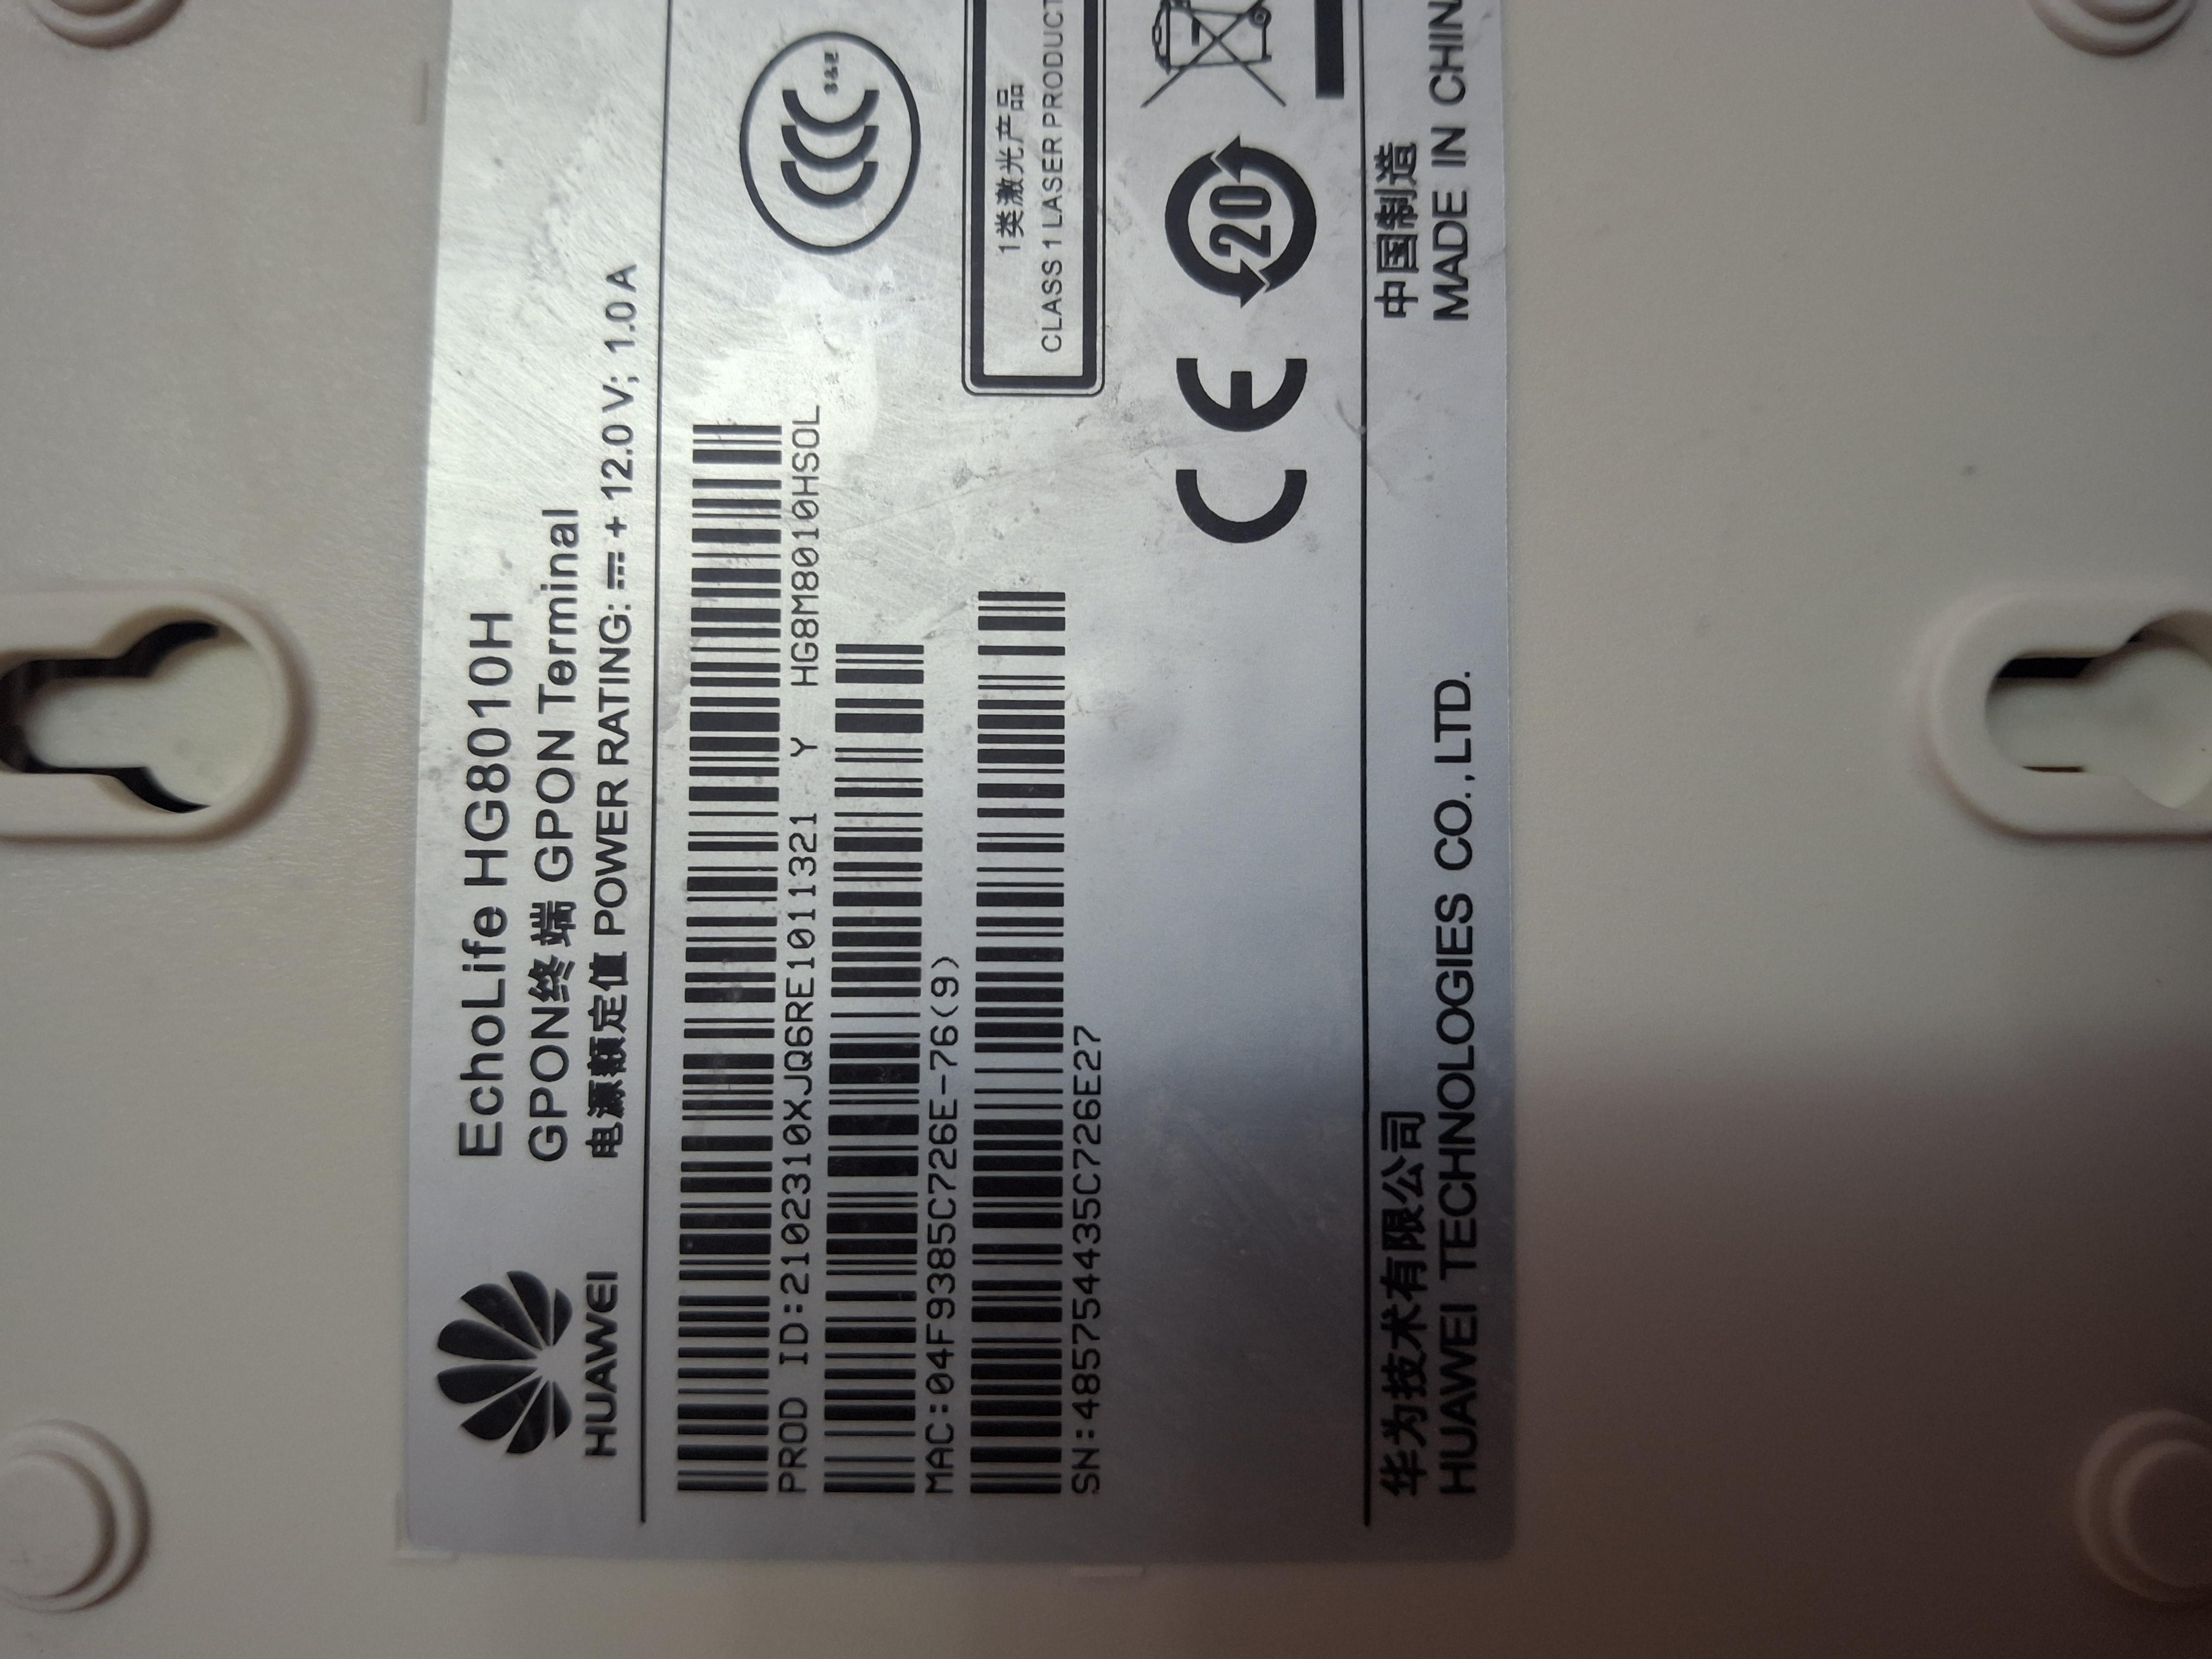 HUAWEI
EchoLife HG8010H
GPON终端 GPON Terminal
电源额定值 POWER RATING: ⎓ + 12.0 V; 1.0 A
PROD ID:2102310XJQ6RE1011321 Y HG8M8010HSOL
MAC:04F9385C726E-76(9)
SN:485754435C726E27
CCC
1类激光产品
CLASS 1 LASER PRODUCT
CE
20
华为技术有限公司
中国制造
HUAWEI TECHNOLOGIES CO.,LTD.
MADE IN CHINA